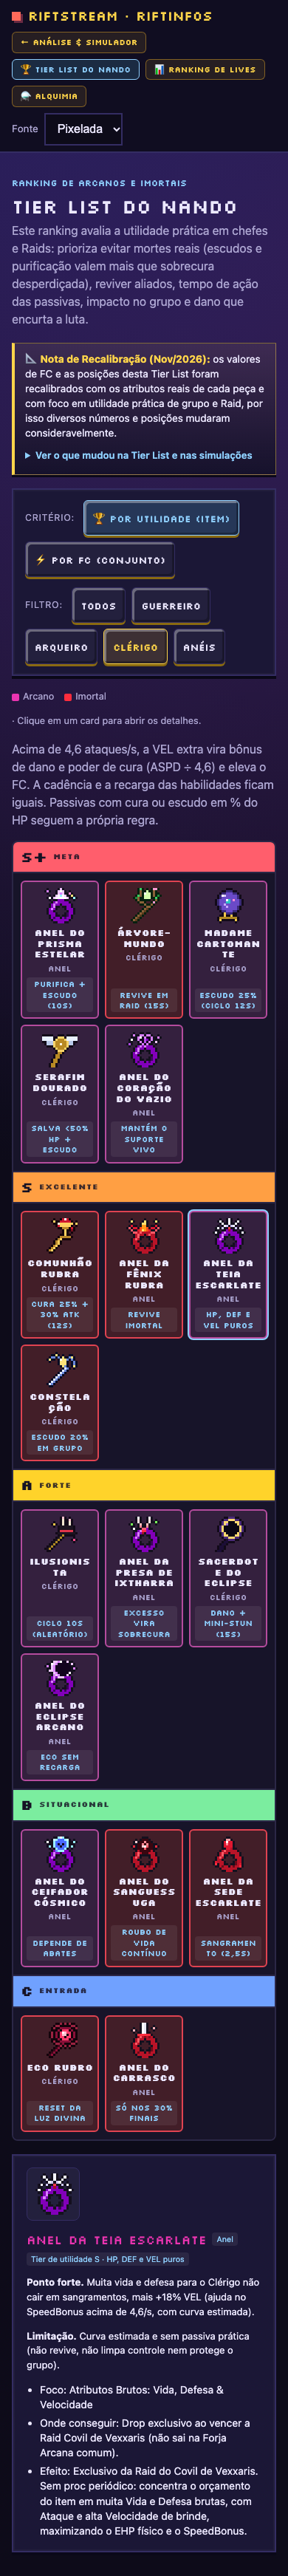 RIFTSTREAM · RIFTINFOS
← ANÁLISE & SIMULADOR
🏆 TIER LIST DO NANDO
📊 RANKING DE LIVES
ALQUIMIA
Fonte
Pixelada
RANKING DE ARCANOS E IMORTAIS
TIER LIST DO NANDO
Este ranking avalia a utilidade prática em chefes
e Raids: prioriza evitar mortes reais (escudos e
purificação valem mais que sobrecura
desperdiçada), reviver aliados, tempo de ação
das passivas, impacto no grupo e dano que
encurta a luta.
📐 Nota de Recalibração (Nov/2026): os valores
de FC e as posições desta Tier List foram
recalibrados com os atributos reais de cada peça e
com foco em utilidade prática de grupo e Raid, por
isso diversos números e posições mudaram
consideravelmente.
▸ Ver o que mudou na Tier List e nas simulações
CRITÉRIO:
🏆 POR UTILIDADE (ITEM)
⚡ POR FC (CONJUNTO)
FILTRO:
TODOS
GUERREIRO
ARQUEIRO
CLÉRIGO
ANÉIS
Arcano
Imortal
· Clique em um card para abrir os detalhes.
Acima de 4,6 ataques/s, a VEL extra vira bônus
de dano e poder de cura (ASPD ÷ 4,6) e eleva o
FC. A cadência e a recarga das habilidades ficam
iguais. Passivas com cura ou escudo em % do
HP seguem a própria regra.
S+ META
ANEL DO
PRISMA
ESTELAR
ANEL
PURIFICA +
ESCUDO
(10S)
ÁRVORE-
MUNDO
CLÉRIGO
REVIVE EM
RAID (15S)
MADAME
CARTOMAN
TE
CLÉRIGO
ESCUDO 25%
(CICLO 12S)
SERAFIM
DOURADO
CLÉRIGO
SALVA (50%
HP +
ESCUDO
ANEL DO
CORAÇÃO
DO VAZIO
ANEL
MANTÉM O
SUPORTE
VIVO
S EXCELENTE
COMUNHÃO
RUBRA
CLÉRIGO
CURA 25% +
30% ATK
(12S)
ANEL DA
FÊNIX
RUBRA
ANEL
REVIVE
IMORTAL
ANEL DA
TEIA
ESCARLATE
ANEL
HP, DEF E
VEL PUROS
CONSTELA
ÇÃO
CLÉRIGO
ESCUDO 20%
EM GRUPO
A FORTE
ILUSIONIS
TA
CLÉRIGO
CICLO 10S
(ALEATÓRIO)
ANEL DA
PRESA DE
IXTHARRA
ANEL
EXCESSO
VIRA
SOBRECURA
SACERDOT
E DO
ECLIPSE
CLÉRIGO
DANO +
MINI-STUN
(15S)
ANEL DO
ECLIPSE
ARCANO
ANEL
ECO SEM
RECARGA
B SITUACIONAL
ANEL DO
CEIFADOR
CÓSMICO
ANEL
DEPENDE DE
ABATES
ANEL DO
SANGUESS
UGA
ANEL
ROUBO DE
VIDA
CONTÍNUO
ANEL DA
SEDE
ESCARLATE
ANEL
SANGRAMEN
TO (2,5S)
C ENTRADA
ECO RUBRO
CLÉRIGO
RESET DA
LUZ DIVINA
ANEL DO
CARRASCO
ANEL
SÓ NOS 30%
FINAIS
ANEL DA TEIA ESCARLATE Anel
Tier de utilidade S · HP, DEF e VEL puros
Ponto forte. Muita vida e defesa para o Clérigo não
cair em sangramentos, mais +18% VEL (ajuda no
SpeedBonus acima de 4,6/s, com curva estimada).
Limitação. Curva estimada e sem passiva prática
(não revive, não limpa controle nem protege o
grupo).
• Foco: Atributos Brutos: Vida, Defesa &
Velocidade
• Onde conseguir: Drop exclusivo ao vencer a
Raid Covil de Vexxaris (não sai na Forja
Arcana comum).
• Efeito: Exclusivo da Raid do Covil de Vexxaris.
Sem proc periódico: concentra o orçamento
do item em muita Vida e Defesa brutas, com
Ataque e alta Velocidade de brinde,
maximizando o EHP físico e o SpeedBonus.